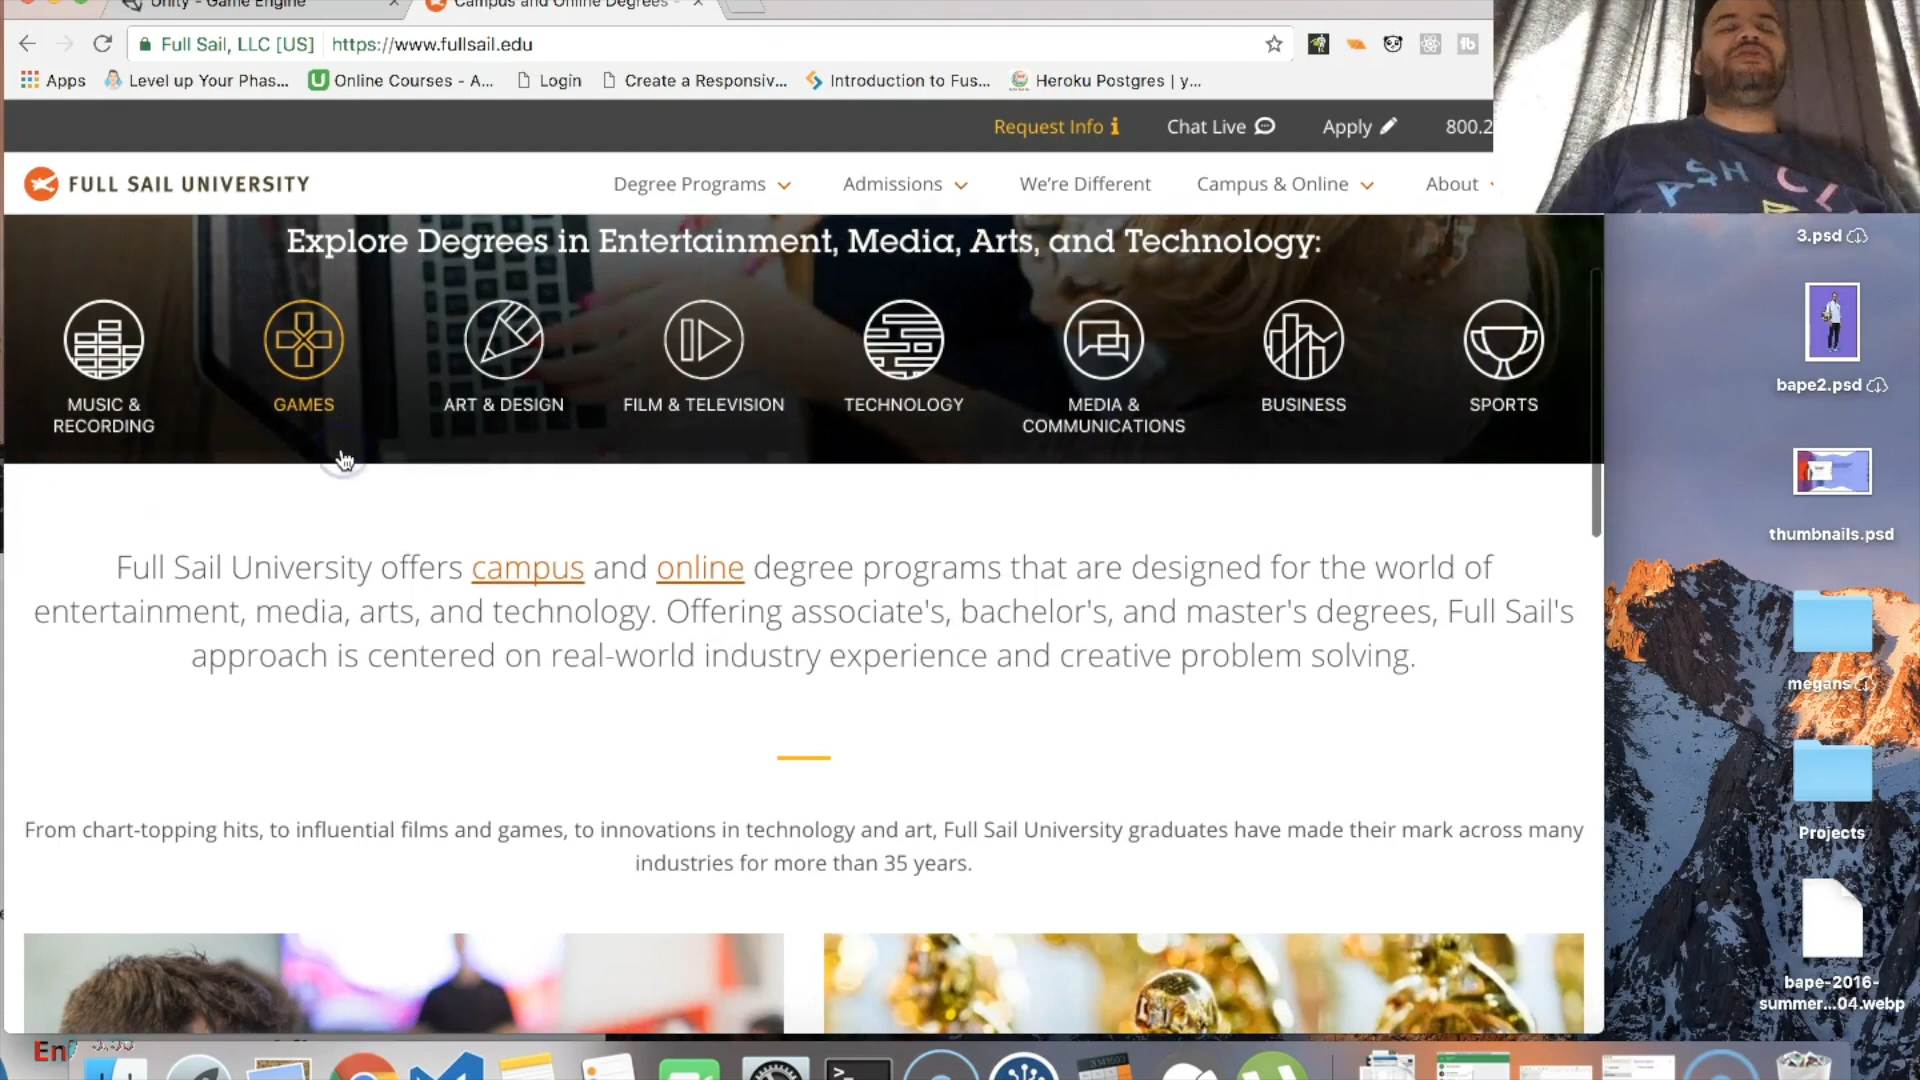 Unity - Game Engine
Campus and Online Degrees -
Full Sail, LLC [US] https://www.fullsail.edu
Apps Level up Your Phas... Online Courses - A... Login Create a Responsiv... Introduction to Fus... Heroku Postgres | y...
Request Info Chat Live Apply 800.2
FULL SAIL UNIVERSITY Degree Programs Admissions We're Different Campus & Online About
Explore Degrees in Entertainment, Media, Arts, and Technology:
MUSIC & RECORDING
GAMES
ART & DESIGN
FILM & TELEVISION
TECHNOLOGY
MEDIA & COMMUNICATIONS
BUSINESS
SPORTS
Full Sail University offers campus and online degree programs that are designed for the world of
entertainment, media, arts, and technology. Offering associate's, bachelor's, and master's degrees, Full Sail's
approach is centered on real-world industry experience and creative problem solving.
From chart-topping hits, to influential films and games, to innovations in technology and art, Full Sail University graduates have made their mark across many
industries for more than 35 years.
3.psd
bape2.psd
thumbnails.psd
megans
Projects
bape-2016-
summer...04.webp